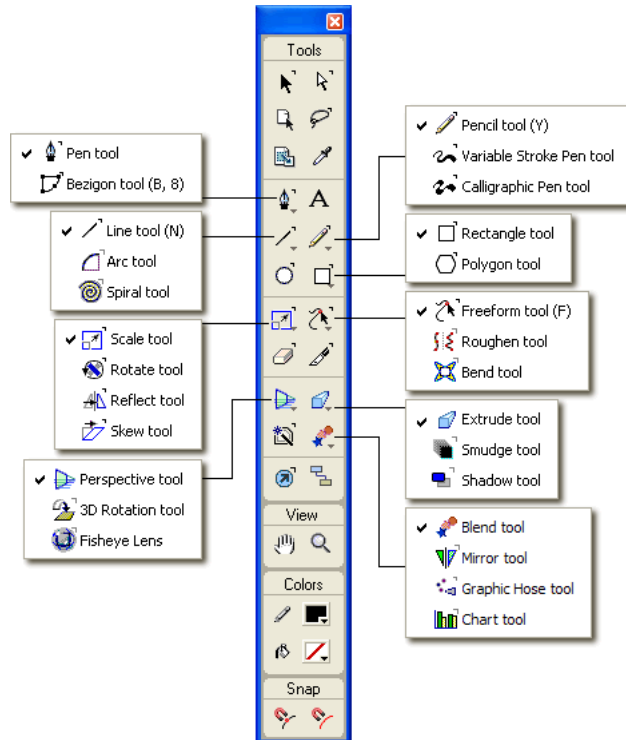 Tools
Pen tool
Bezigon tool (B, 8)
Line tool (N)
Arc tool
Spiral tool
Scale tool
Rotate tool
Reflect tool
Skew tool
Perspective tool
3D Rotation tool
Fisheye Lens
A
Pencil tool (Y)
Variable Stroke Pen tool
Calligraphic Pen tool
Rectangle tool
Polygon tool
Freeform tool (F)
Roughen tool
Bend tool
Extrude tool
Smudge tool
Shadow tool
Blend tool
Mirror tool
Graphic Hose tool
Chart tool
View
Colors
Snap